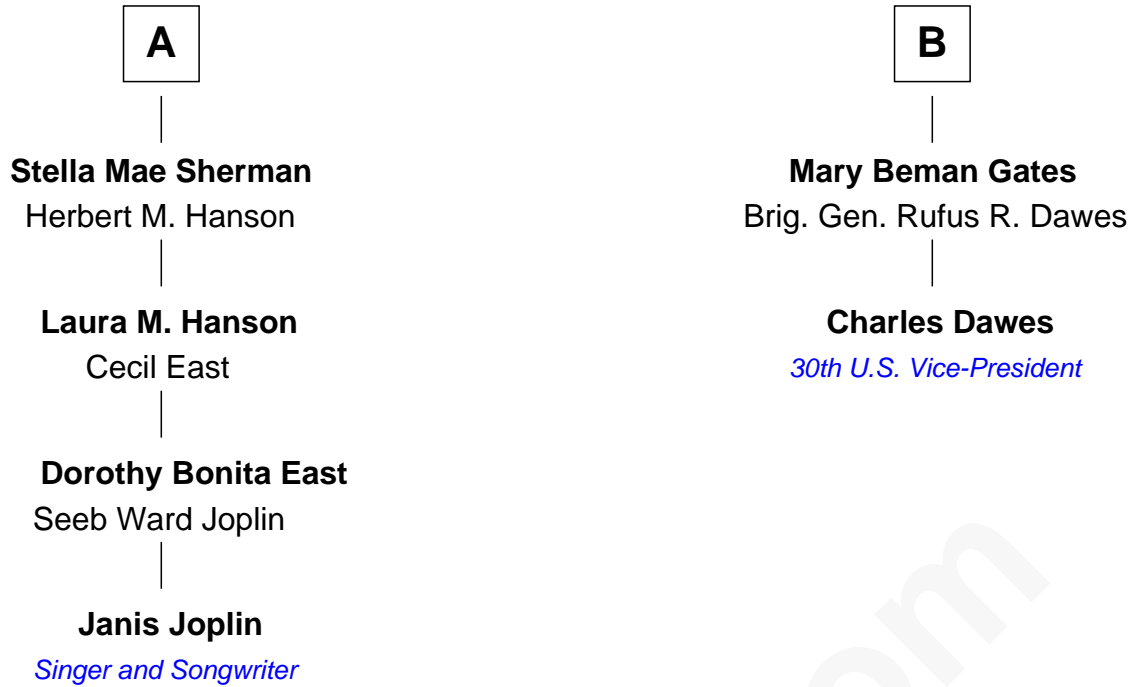 A
Stella Mae Sherman
Herbert M. Hanson
Laura M. Hanson
Cecil East
Dorothy Bonita East
Seeb Ward Joplin
Janis Joplin
Singer and Songwriter
B
Mary Beman Gates
Brig. Gen. Rufus R. Dawes
Charles Dawes
30th U.S. Vice-President
om